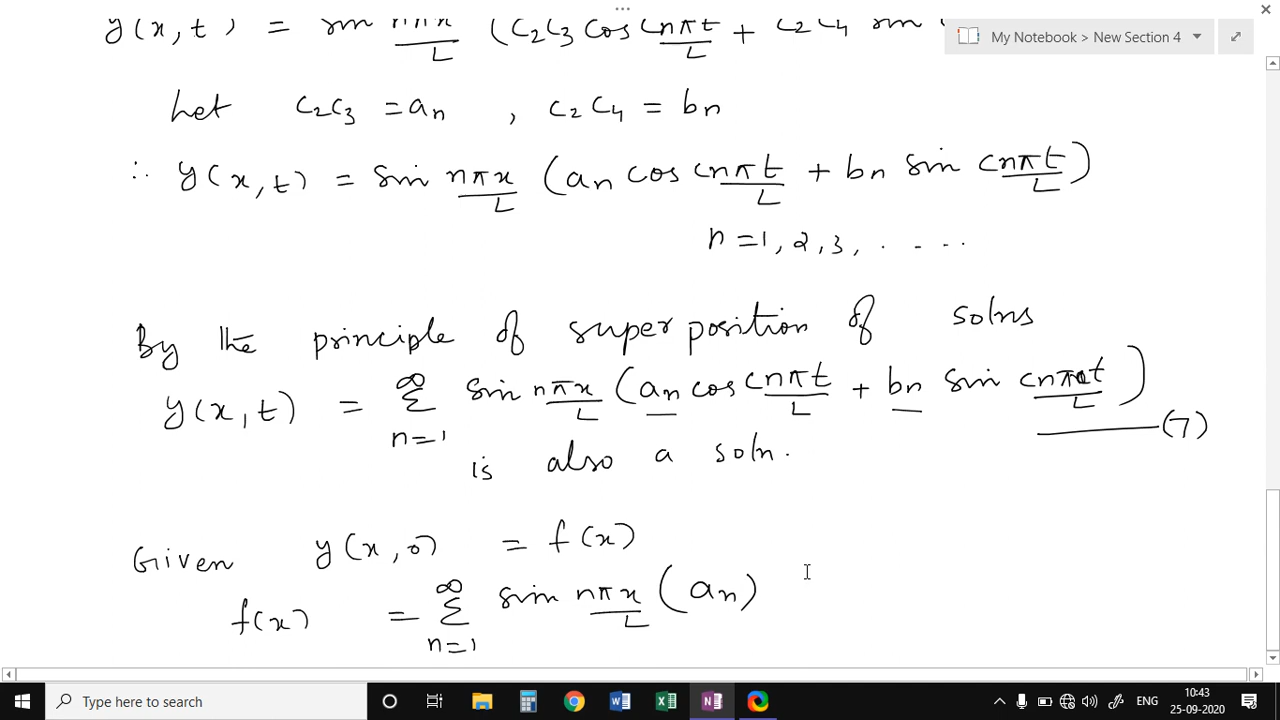 y(x,t) = sin nπx/L (C₂C₃ cos cnπt/L + C₂C₄ sin
My Notebook > New Section 4
Let C₂C₃ = aₙ , C₂C₄ = bₙ
∴ y(x,t) = sin nπx/L (aₙ cos cnπt/L + bₙ sin cnπt/L)
n = 1, 2, 3, . . . .
By the principle of superposition of solns
y(x,t) = ∑ₙ₌₁^∞ sin nπx/L (aₙ cos cnπt/L + bₙ sin cnπt/L) —(7)
is also a soln.
Given y(x,0) = f(x)
f(x) = ∑ₙ₌₁^∞ sin nπx/L (aₙ)
Type here to search
ENG
10:43
25-09-2020